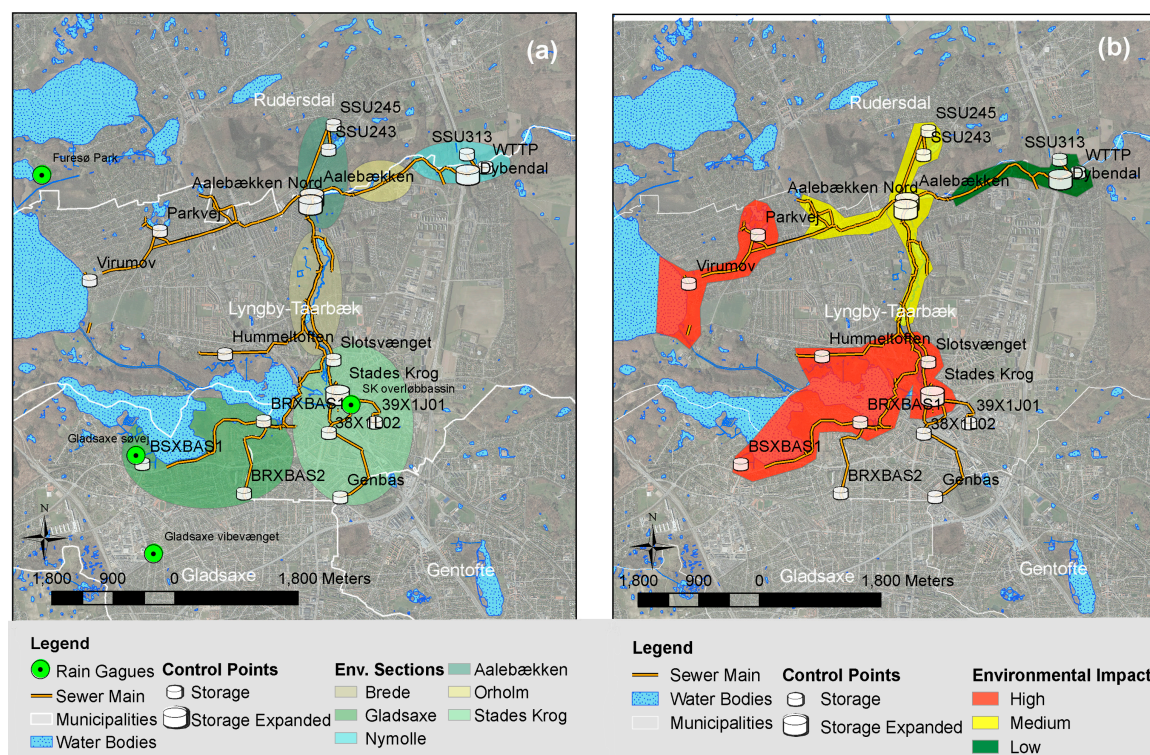 (a)
Rudersdal
SSU245
SSU243
SSU313
WTTP
Dybendal
Furesø Park
Aalebækken Nord
Aalebækken
Parkvej
Virumøv
Lyngby-Taarbæk
Hummeltoften
Slotsvænget
Stades Krog
SK overløbbassin
BRXBAS1
39X1J01
38X1J02
Gladsaxe søvej
BSXBAS1
BRXBAS2
Genbas
N
Gladsaxe vibevænget
Gladsaxe
Gentofte
1,800 900 0 1,800 Meters
Legend
Rain Gagues
Sewer Main
Municipalities
Water Bodies
Control Points
Storage
Storage Expanded
Env. Sections
Brede
Gladsaxe
Nymolle
Aalebækken
Orholm
Stades Krog
(b)
Rudersdal
SSU245
SSU243
SSU313
WTTP
Dybendal
Aalebækken Nord
Aalebækken
Parkvej
Virumøv
Lyngby-Taarbæk
Hummeltoften
Slotsvænget
Stades Krog
BRXBAS1
39X1J01
38X1J02
BSXBAS1
BRXBAS2
Genbas
N
Gladsaxe
Gentofte
1,800 900 0 1,800 Meters
Legend
Sewer Main
Water Bodies
Municipalities
Control Points
Storage
Storage Expanded
Environmental Impact
High
Medium
Low